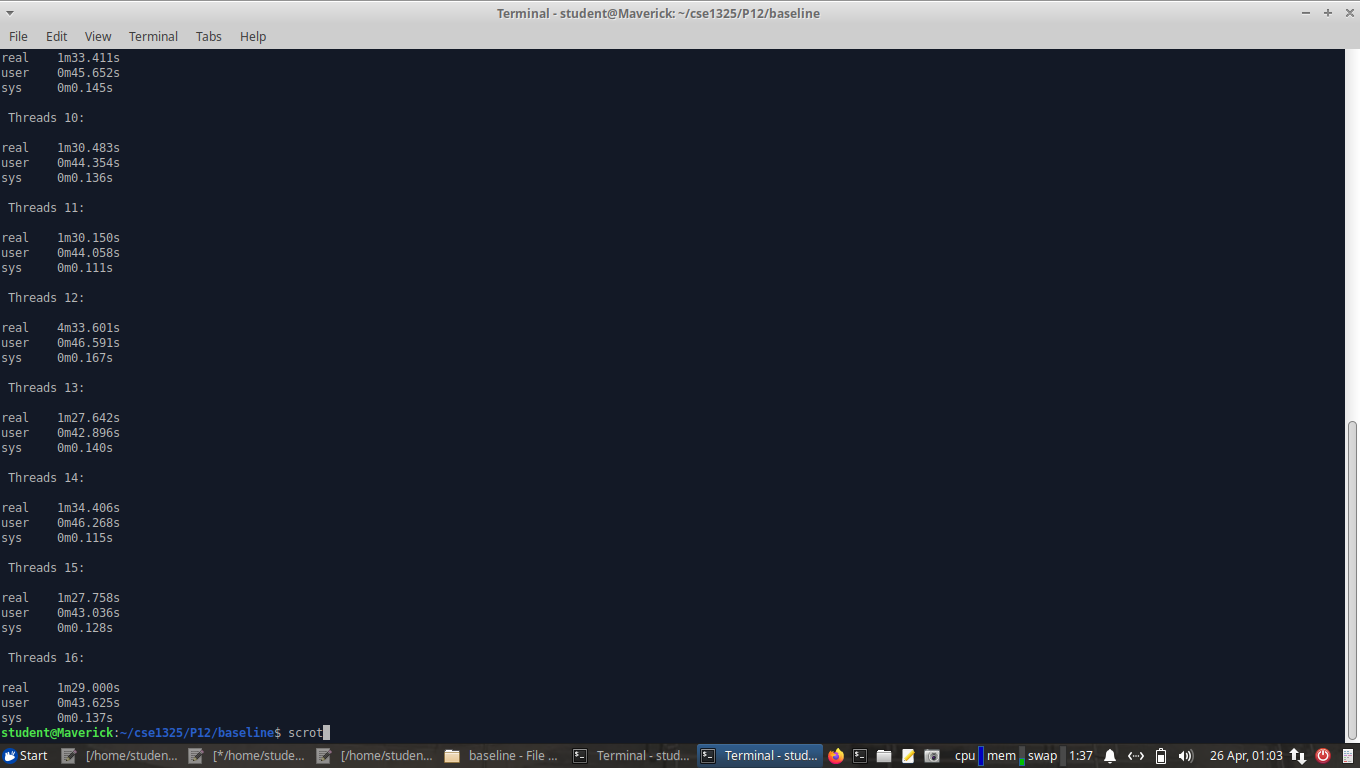 Terminal - student@Maverick: ~/cse1325/P12/baseline
File Edit View Terminal Tabs Help
real 1m33.411s
user 0m45.652s
sys 0m0.145s
Threads 10:
real 1m30.483s
user 0m44.354s
sys 0m0.136s
Threads 11:
real 1m30.150s
user 0m44.058s
sys 0m0.111s
Threads 12:
real 4m33.601s
user 0m46.591s
sys 0m0.167s
Threads 13:
real 1m27.642s
user 0m42.896s
sys 0m0.140s
Threads 14:
real 1m34.406s
user 0m46.268s
sys 0m0.115s
Threads 15:
real 1m27.758s
user 0m43.036s
sys 0m0.128s
Threads 16:
real 1m29.000s
user 0m43.625s
sys 0m0.137s
student@Maverick:~/cse1325/P12/baseline$ scrot
Start [/home/studen... [*/home/stude... [/home/studen... baseline - File ... Terminal - stud... Terminal - stud... cpu mem swap 1:37 26 Apr, 01:03